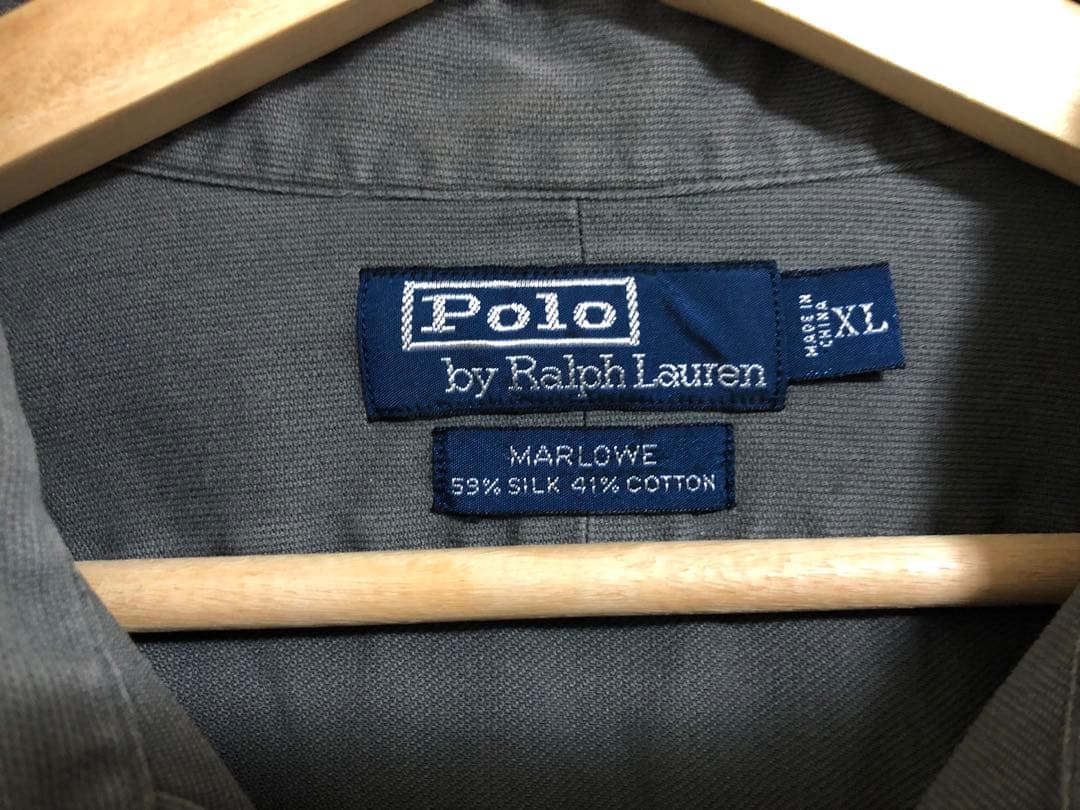 Polo
by Ralph Lauren
MADE IN
CHINA
XL
MARLOWE
59% SILK 41% COTTON